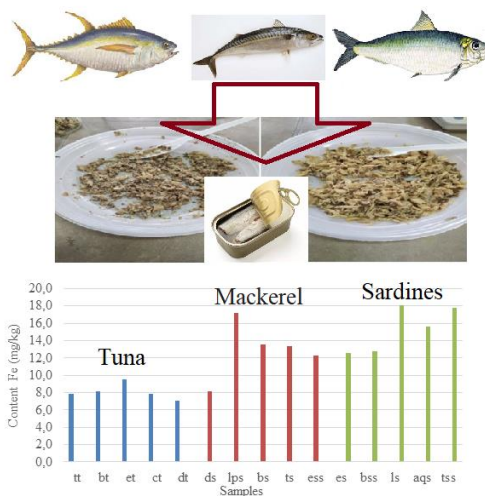 20,0
18,0
16,0
14,0
12,0
10,0
8,0
6,0
4,0
2,0
0,0
Content Fe (mg/kg)
Tuna
Mackerel
Sardines
tt bt et ct dt ds lps bs ts ess es bss ls aqs tss
Samples